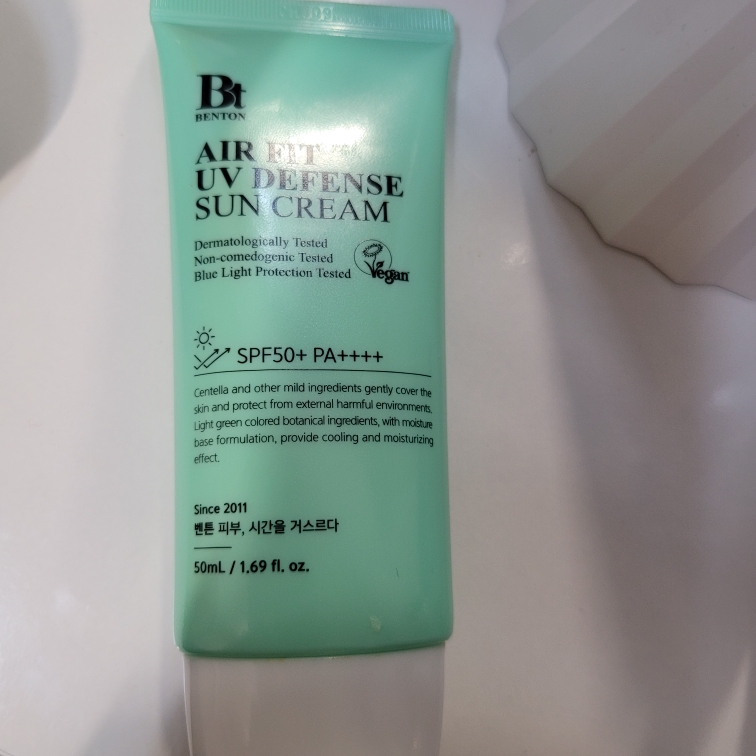 Bt
BENTON
AIR FIT
UV DEFENSE
SUN CREAM
Dermatologically Tested
Non-comedogenic Tested
Blue Light Protection Tested
Vegan
SPF50+ PA++++
Centella and other mild ingredients gently cover the
skin and protect from external harmful environments.
Light green colored botanical ingredients, with moisture
base formulation, provide cooling and moisturizing
effect.
Since 2011
벤튼 피부, 시간을 거스르다
50mL / 1.69 fl. oz.